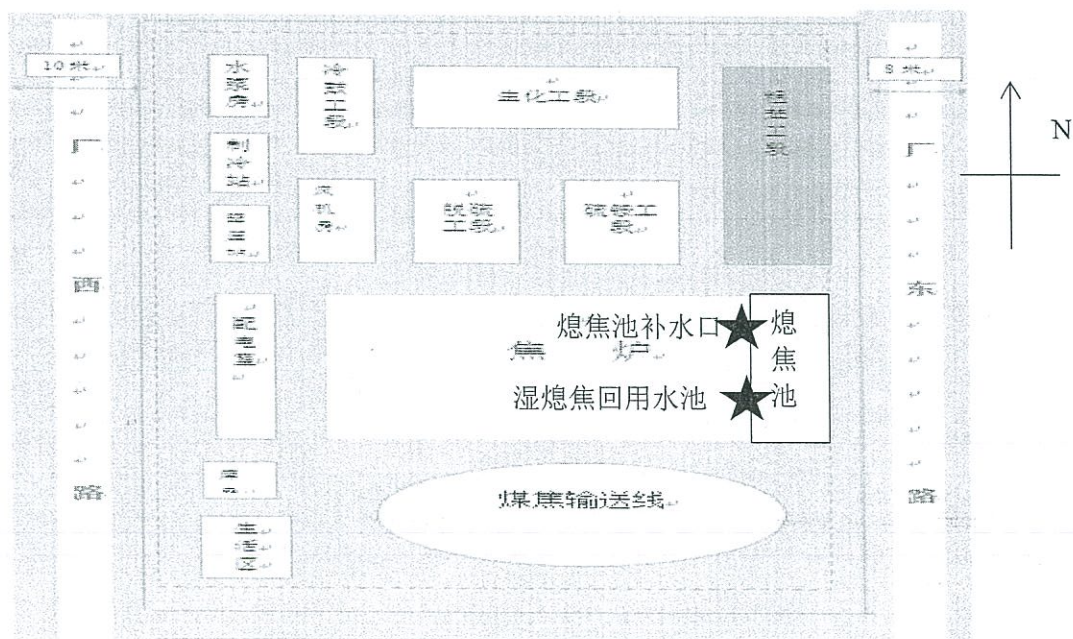 10 米
8 米
N
水泵房
冷鼓工段
生化工段
制冷站
风机房
脱硫工段
硫铵工段
厂西路
厂东路
配电室
焦 炉
熄焦池补水口
湿熄焦回用水池
熄焦池
煤焦输送线
生活区